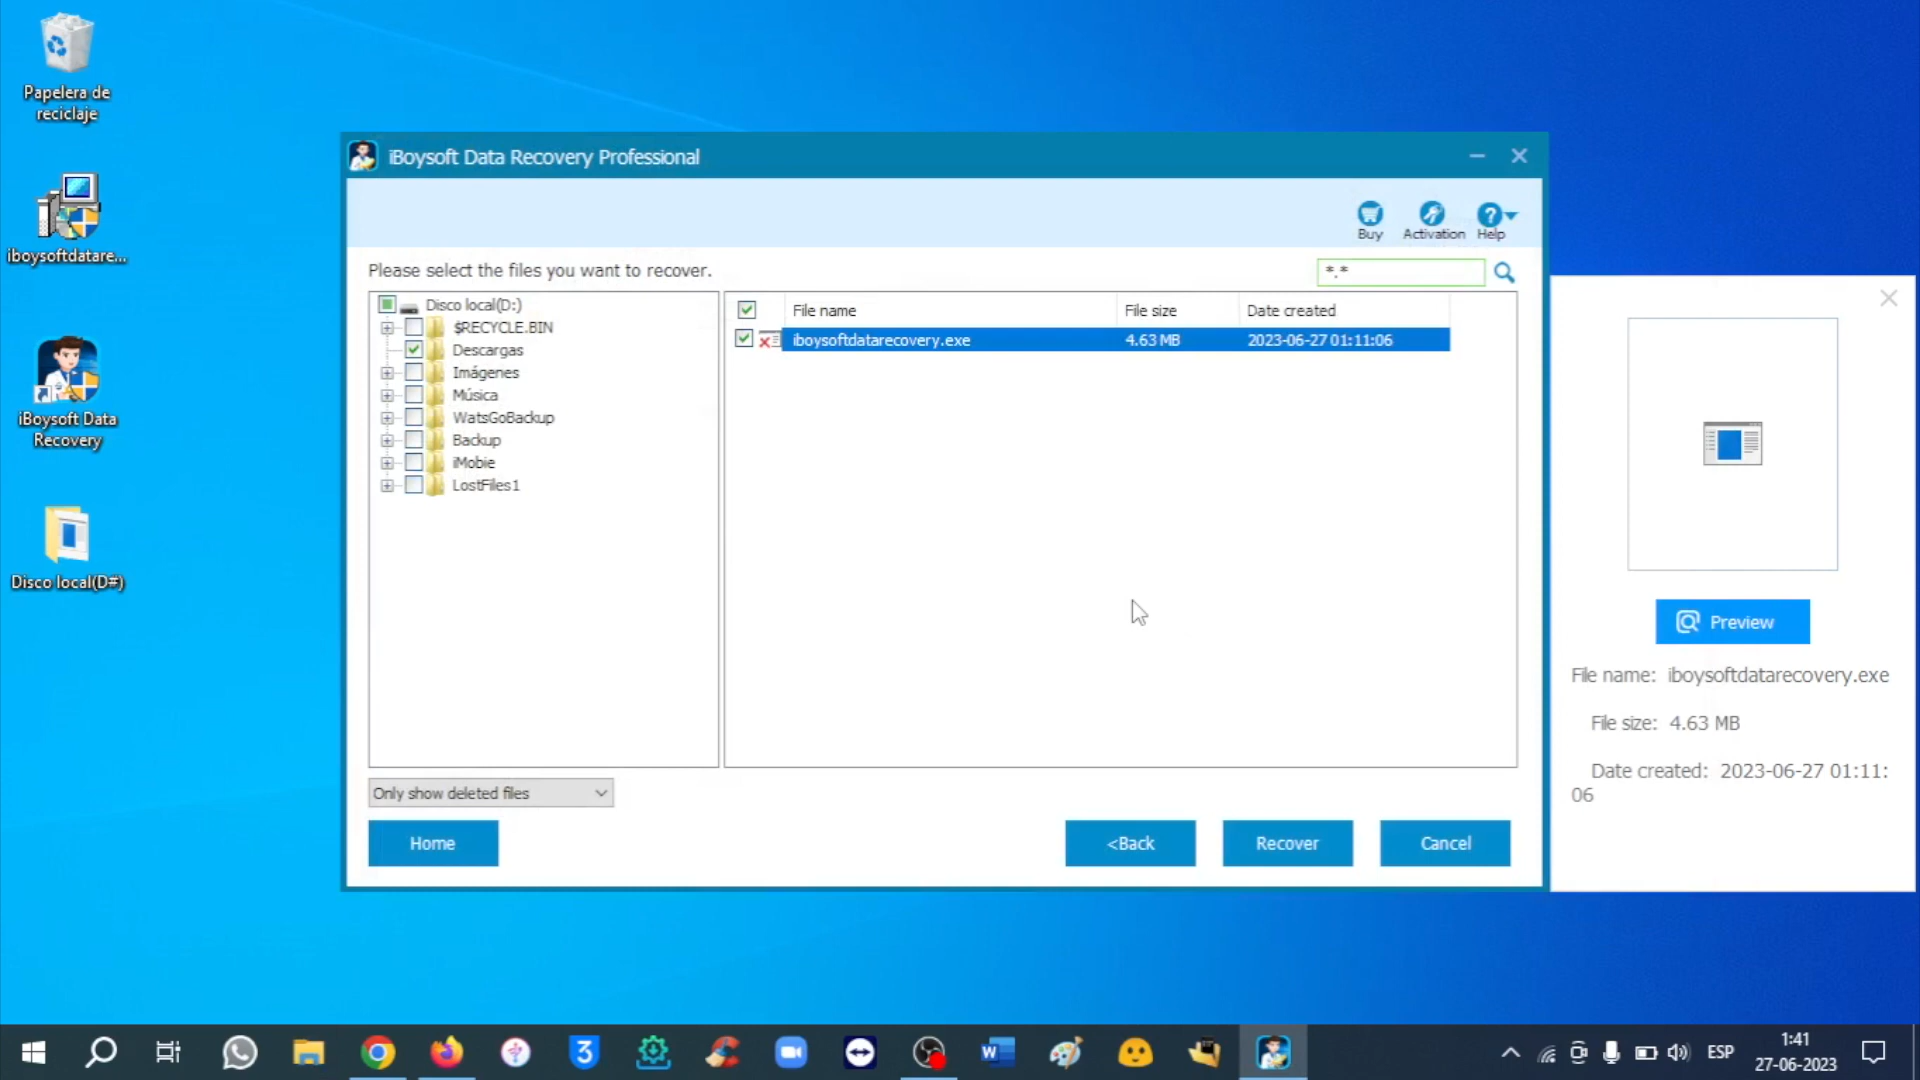 Papelera de
reciclaje
iboysoftdatare...
iBoysoft Data
Recovery
Disco local(D#)
iBoysoft Data Recovery Professional
Buy
Activation
Help
Please select the files you want to recover.
*.*
Disco local(D:)
$RECYCLE.BIN
Descargas
Imágenes
Música
WatsGoBackup
Backup
iMobie
LostFiles1
File name File size Date created
iboysoftdatarecovery.exe 4.63 MB 2023-06-27 01:11:06
Only show deleted files
Home
<Back
Recover
Cancel
Preview
File name: iboysoftdatarecovery.exe
File size: 4.63 MB
Date created: 2023-06-27 01:11:
06
3
W
ESP
1:41
27-06-2023